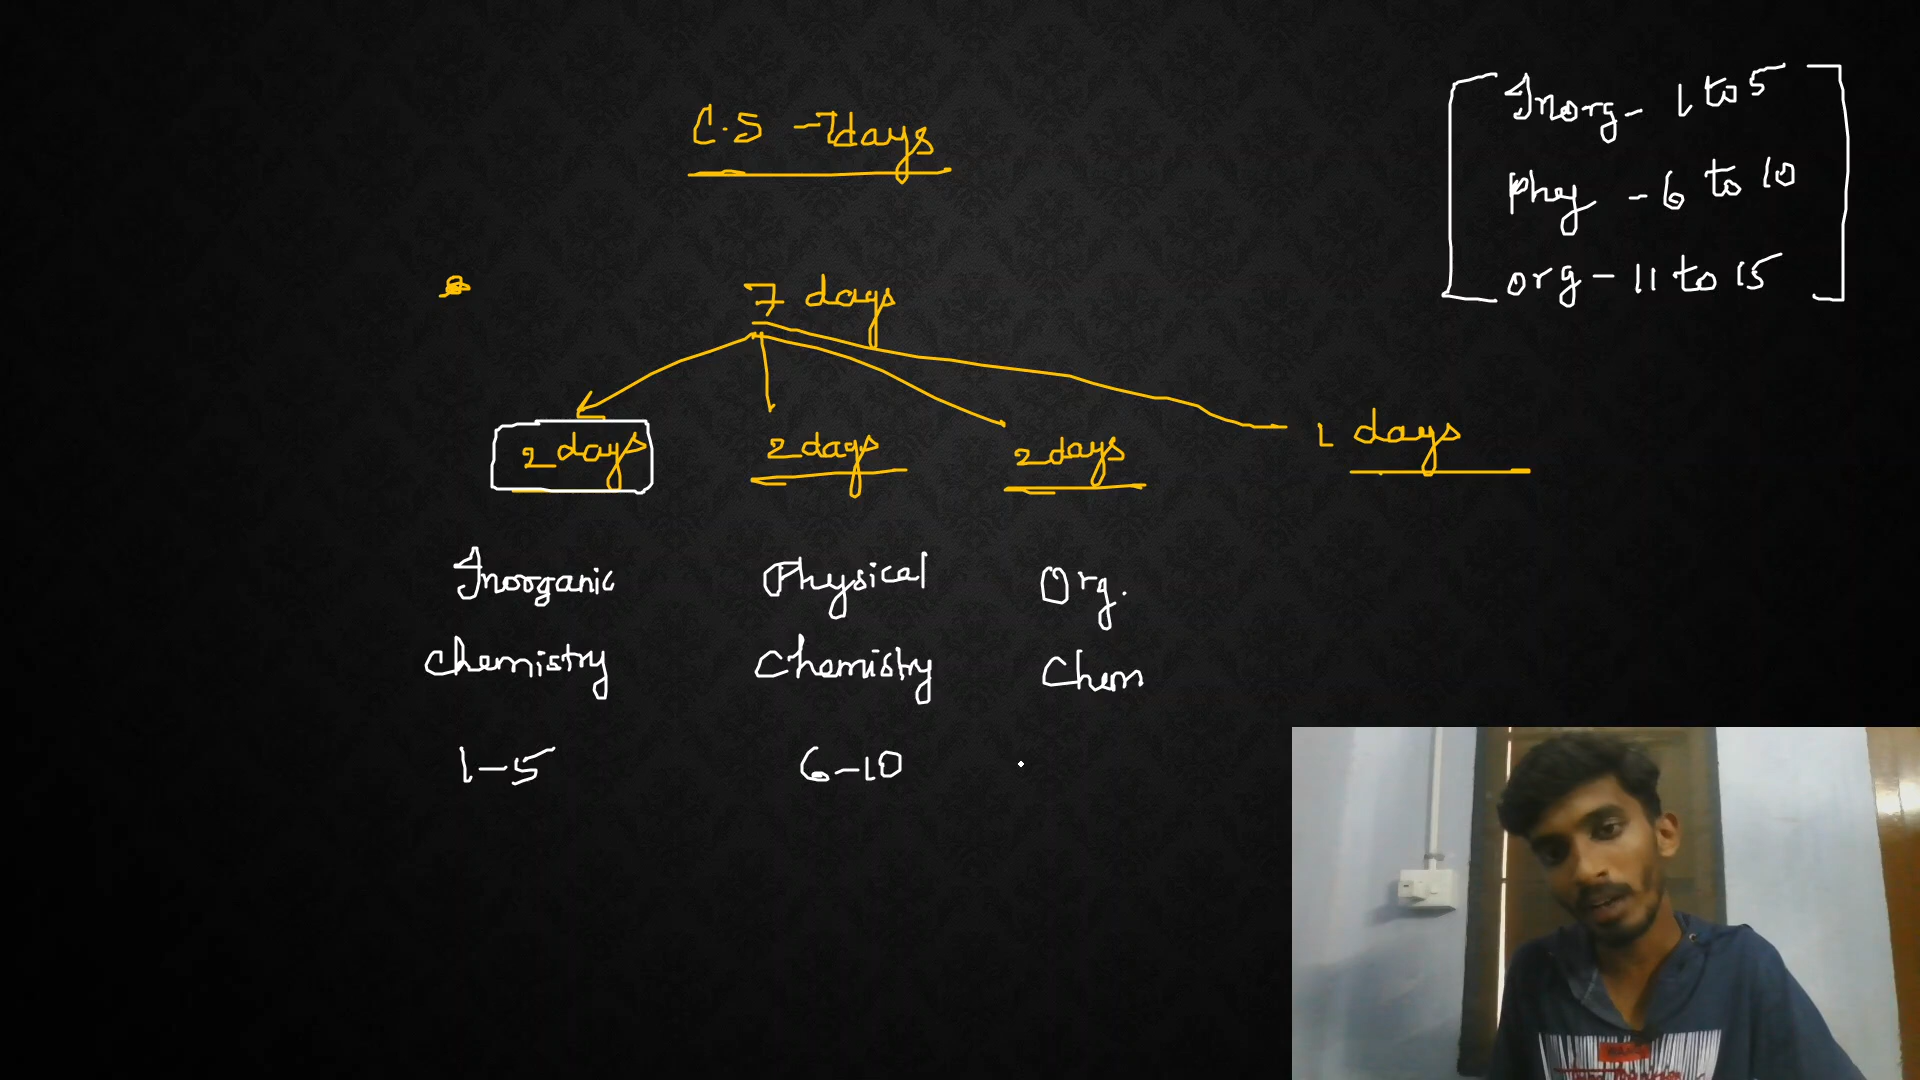 C.S -7days
Inorg- 1 to 5
Phy - 6 to 10
org - 11 to 15
7 days
2 days
2 days
2 days
1 days
Inorganic
chemistry
1-5
Physical
Chemistry
6-10
Org.
Chem